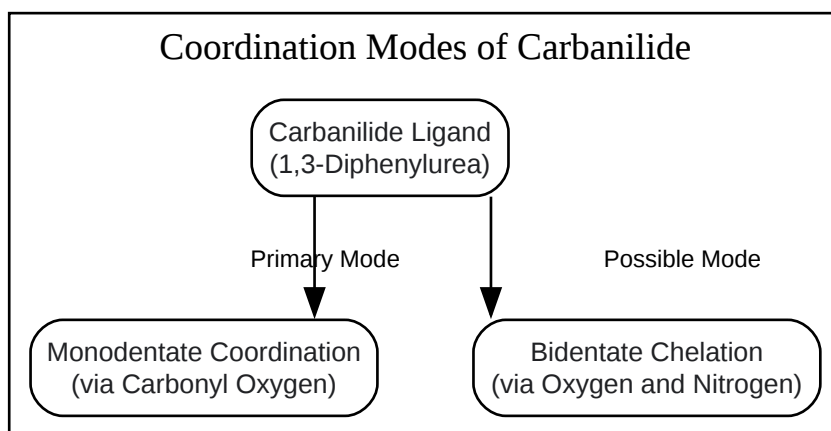 Coordination Modes of Carbanilide
Carbanilide Ligand
(1,3-Diphenylurea)
Primary Mode
Possible Mode
Monodentate Coordination
(via Carbonyl Oxygen)
Bidentate Chelation
(via Oxygen and Nitrogen)